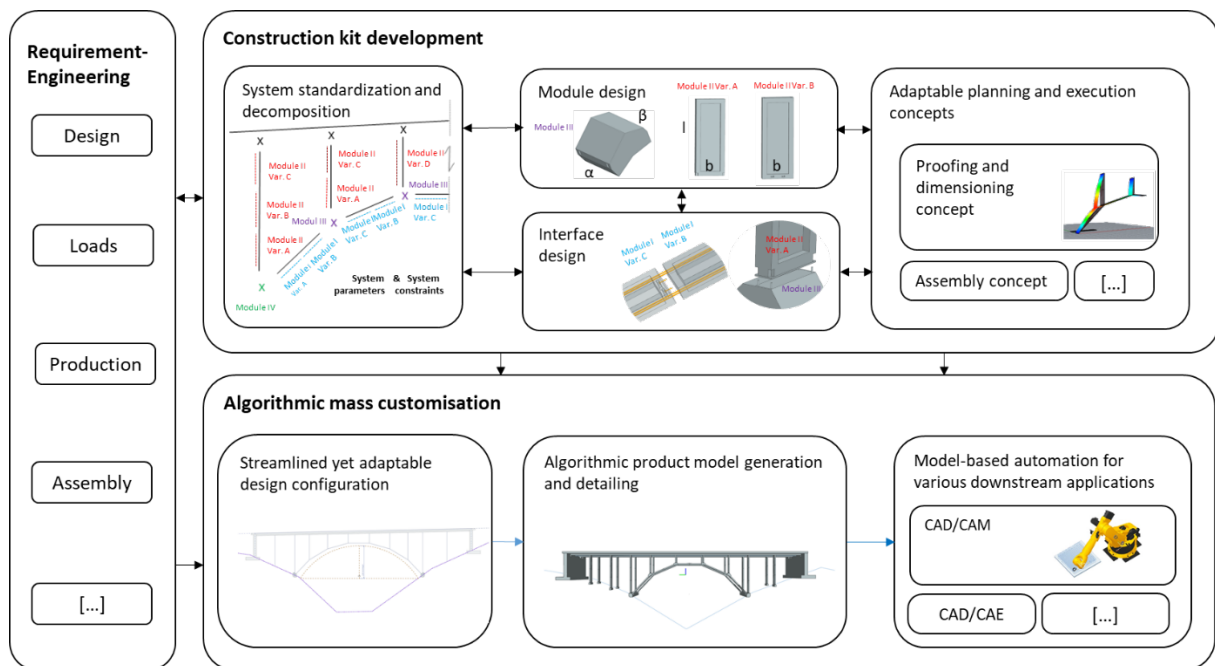 Requirement-
Engineering
Design
Loads
Production
Assembly
[...]
Construction kit development
System standardization and
decomposition
X
X
X
Module II
Var. C
Module II
Var. C
Module II
Var. D
Module II
Var. B
Module II
Var. A
Module III
Modul III
X
X
Module II
Var. A
Module I
Var. A
Module I
Var. B
Module I
Var. C
Module I
Var. B
Module I
Var. C
X
Module IV
System & System
parameters constraints
Module design
Module III
α
β
Module II Var. A
Module II Var. B
l
b
b
Interface
design
Module I
Var. C
Module I
Var. B
Module II
Var. A
Module III
Adaptable planning and execution
concepts
Proofing and
dimensioning
concept
Assembly concept
[...]
Algorithmic mass customisation
Streamlined yet adaptable
design configuration
Algorithmic product model generation
and detailing
Model-based automation for
various downstream applications
CAD/CAM
CAD/CAE
[...]